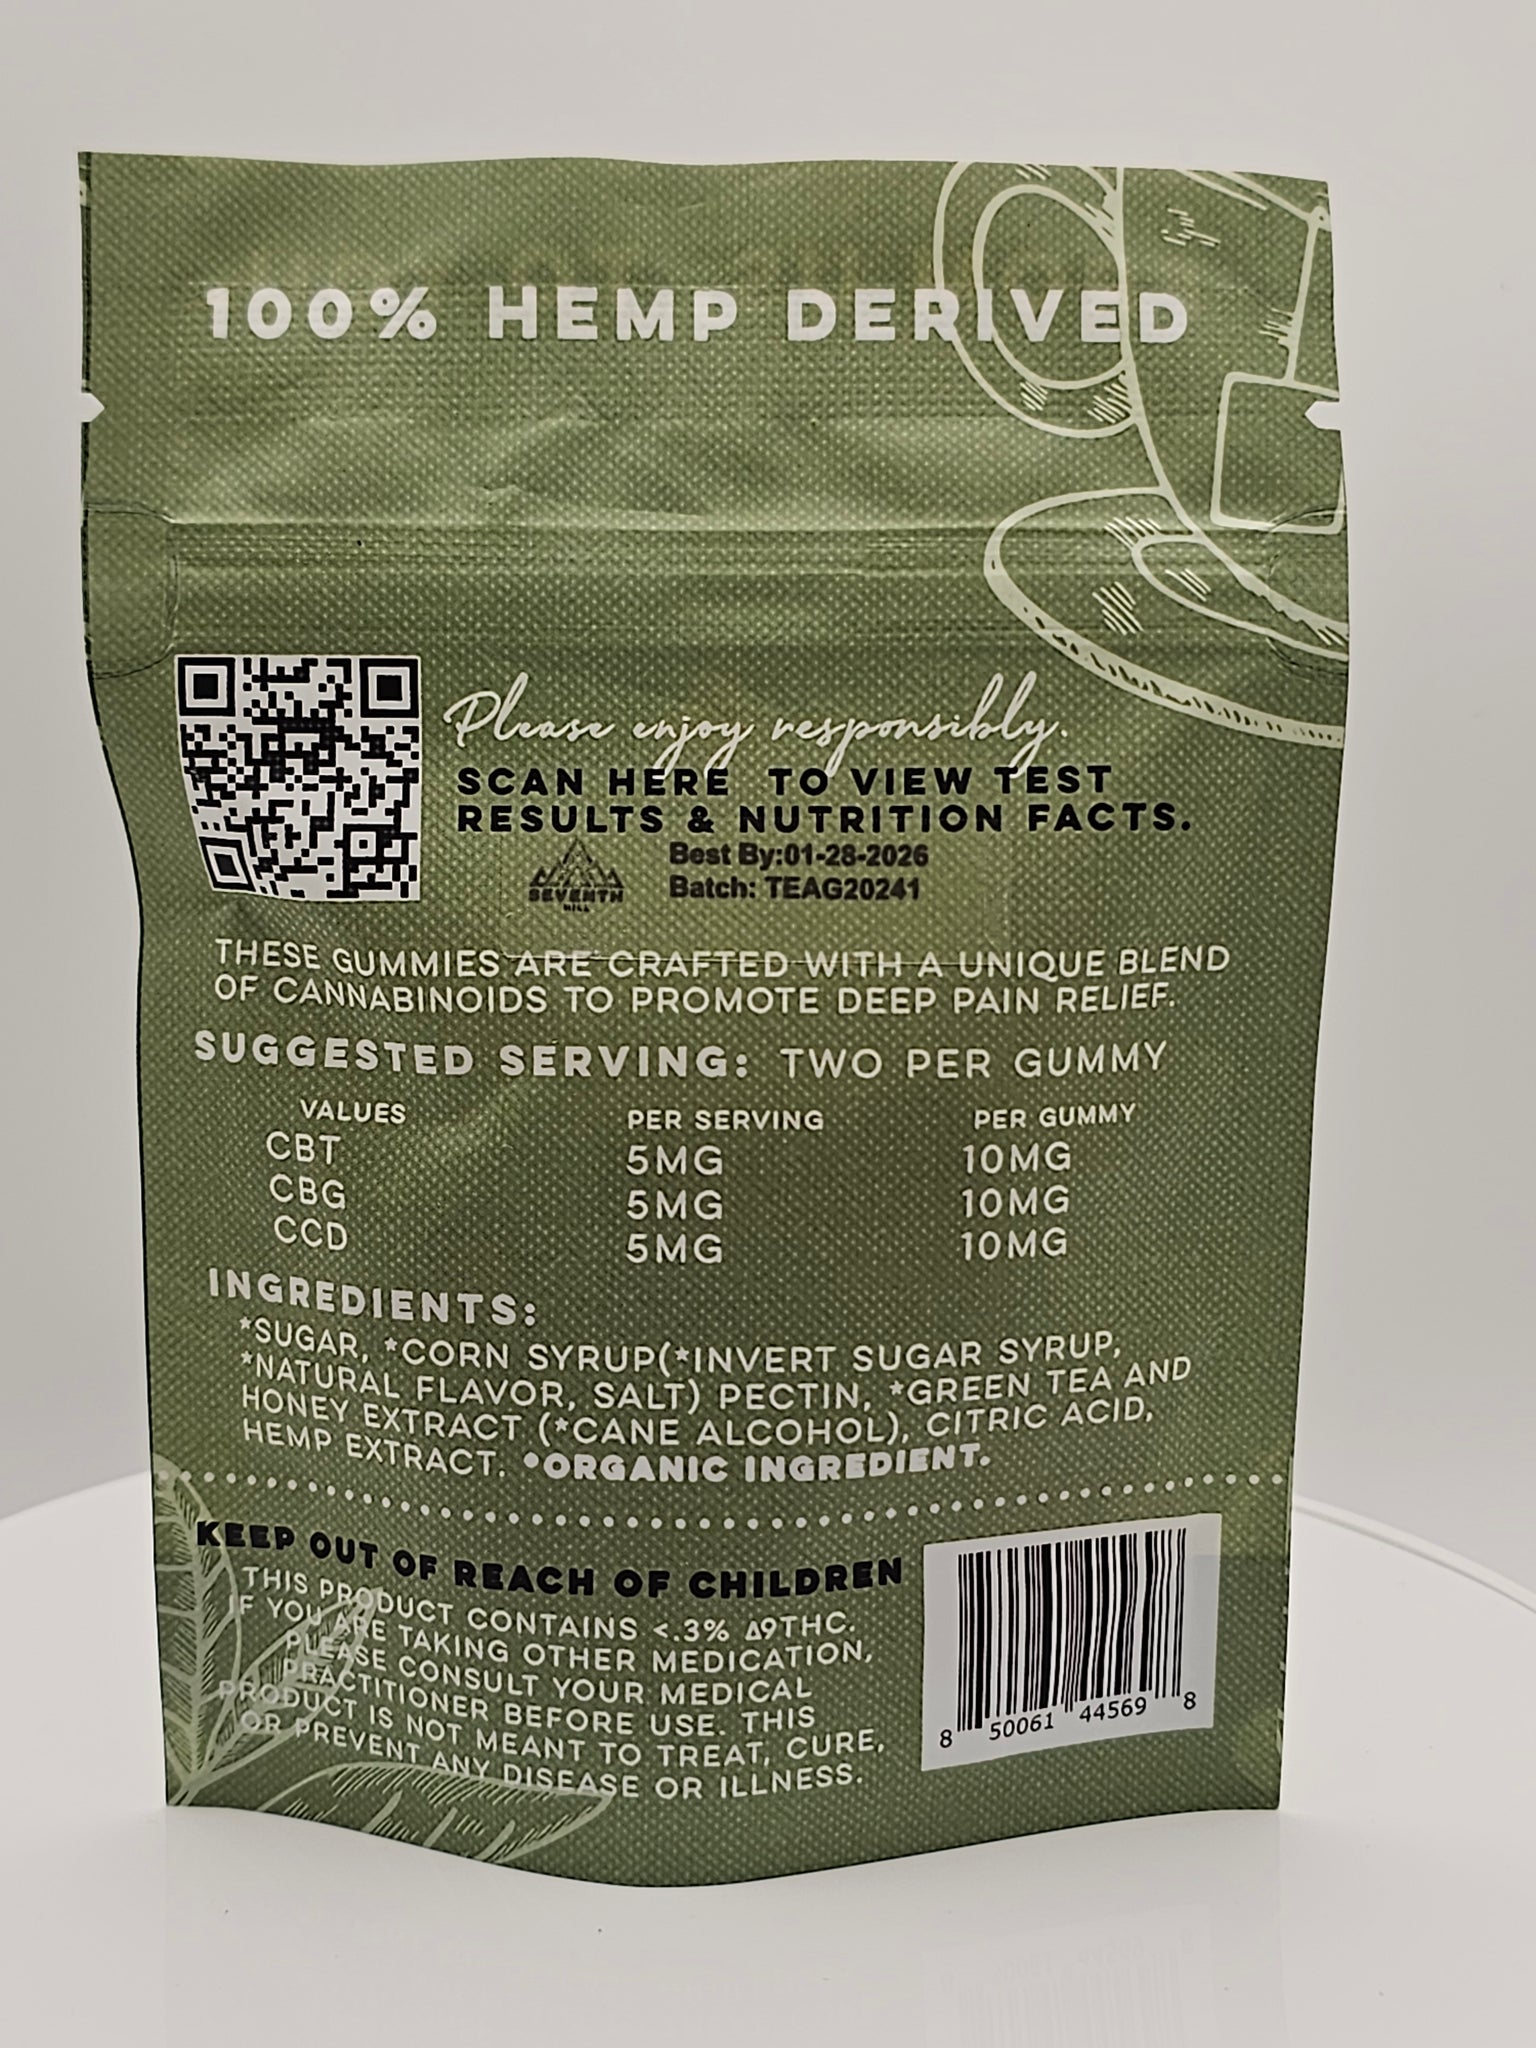 100% HEMP DERIVED
Please enjoy responsibly.
SCAN HERE TO VIEW TEST
RESULTS & NUTRITION FACTS.
SEVENTH
HILL
Best By:01-28-2026
Batch: TEAG20241
THESE GUMMIES ARE CRAFTED WITH A UNIQUE BLEND
OF CANNABINOIDS TO PROMOTE DEEP PAIN RELIEF.
SUGGESTED SERVING: TWO PER GUMMY
VALUES PER SERVING PER GUMMY
CBT 5MG 10MG
CBG 5MG 10MG
CCD 5MG 10MG
INGREDIENTS:
*SUGAR, *CORN SYRUP(*INVERT SUGAR SYRUP,
*NATURAL FLAVOR, SALT) PECTIN, *GREEN TEA AND
HONEY EXTRACT (*CANE ALCOHOL), CITRIC ACID,
HEMP EXTRACT. *ORGANIC INGREDIENT.
KEEP OUT OF REACH OF CHILDREN
THIS PRODUCT CONTAINS <.3% Δ9THC.
IF YOU ARE TAKING OTHER MEDICATION,
PLEASE CONSULT YOUR MEDICAL
PRACTITIONER BEFORE USE. THIS
PRODUCT IS NOT MEANT TO TREAT, CURE,
OR PREVENT ANY DISEASE OR ILLNESS.
8 50061 44569 8